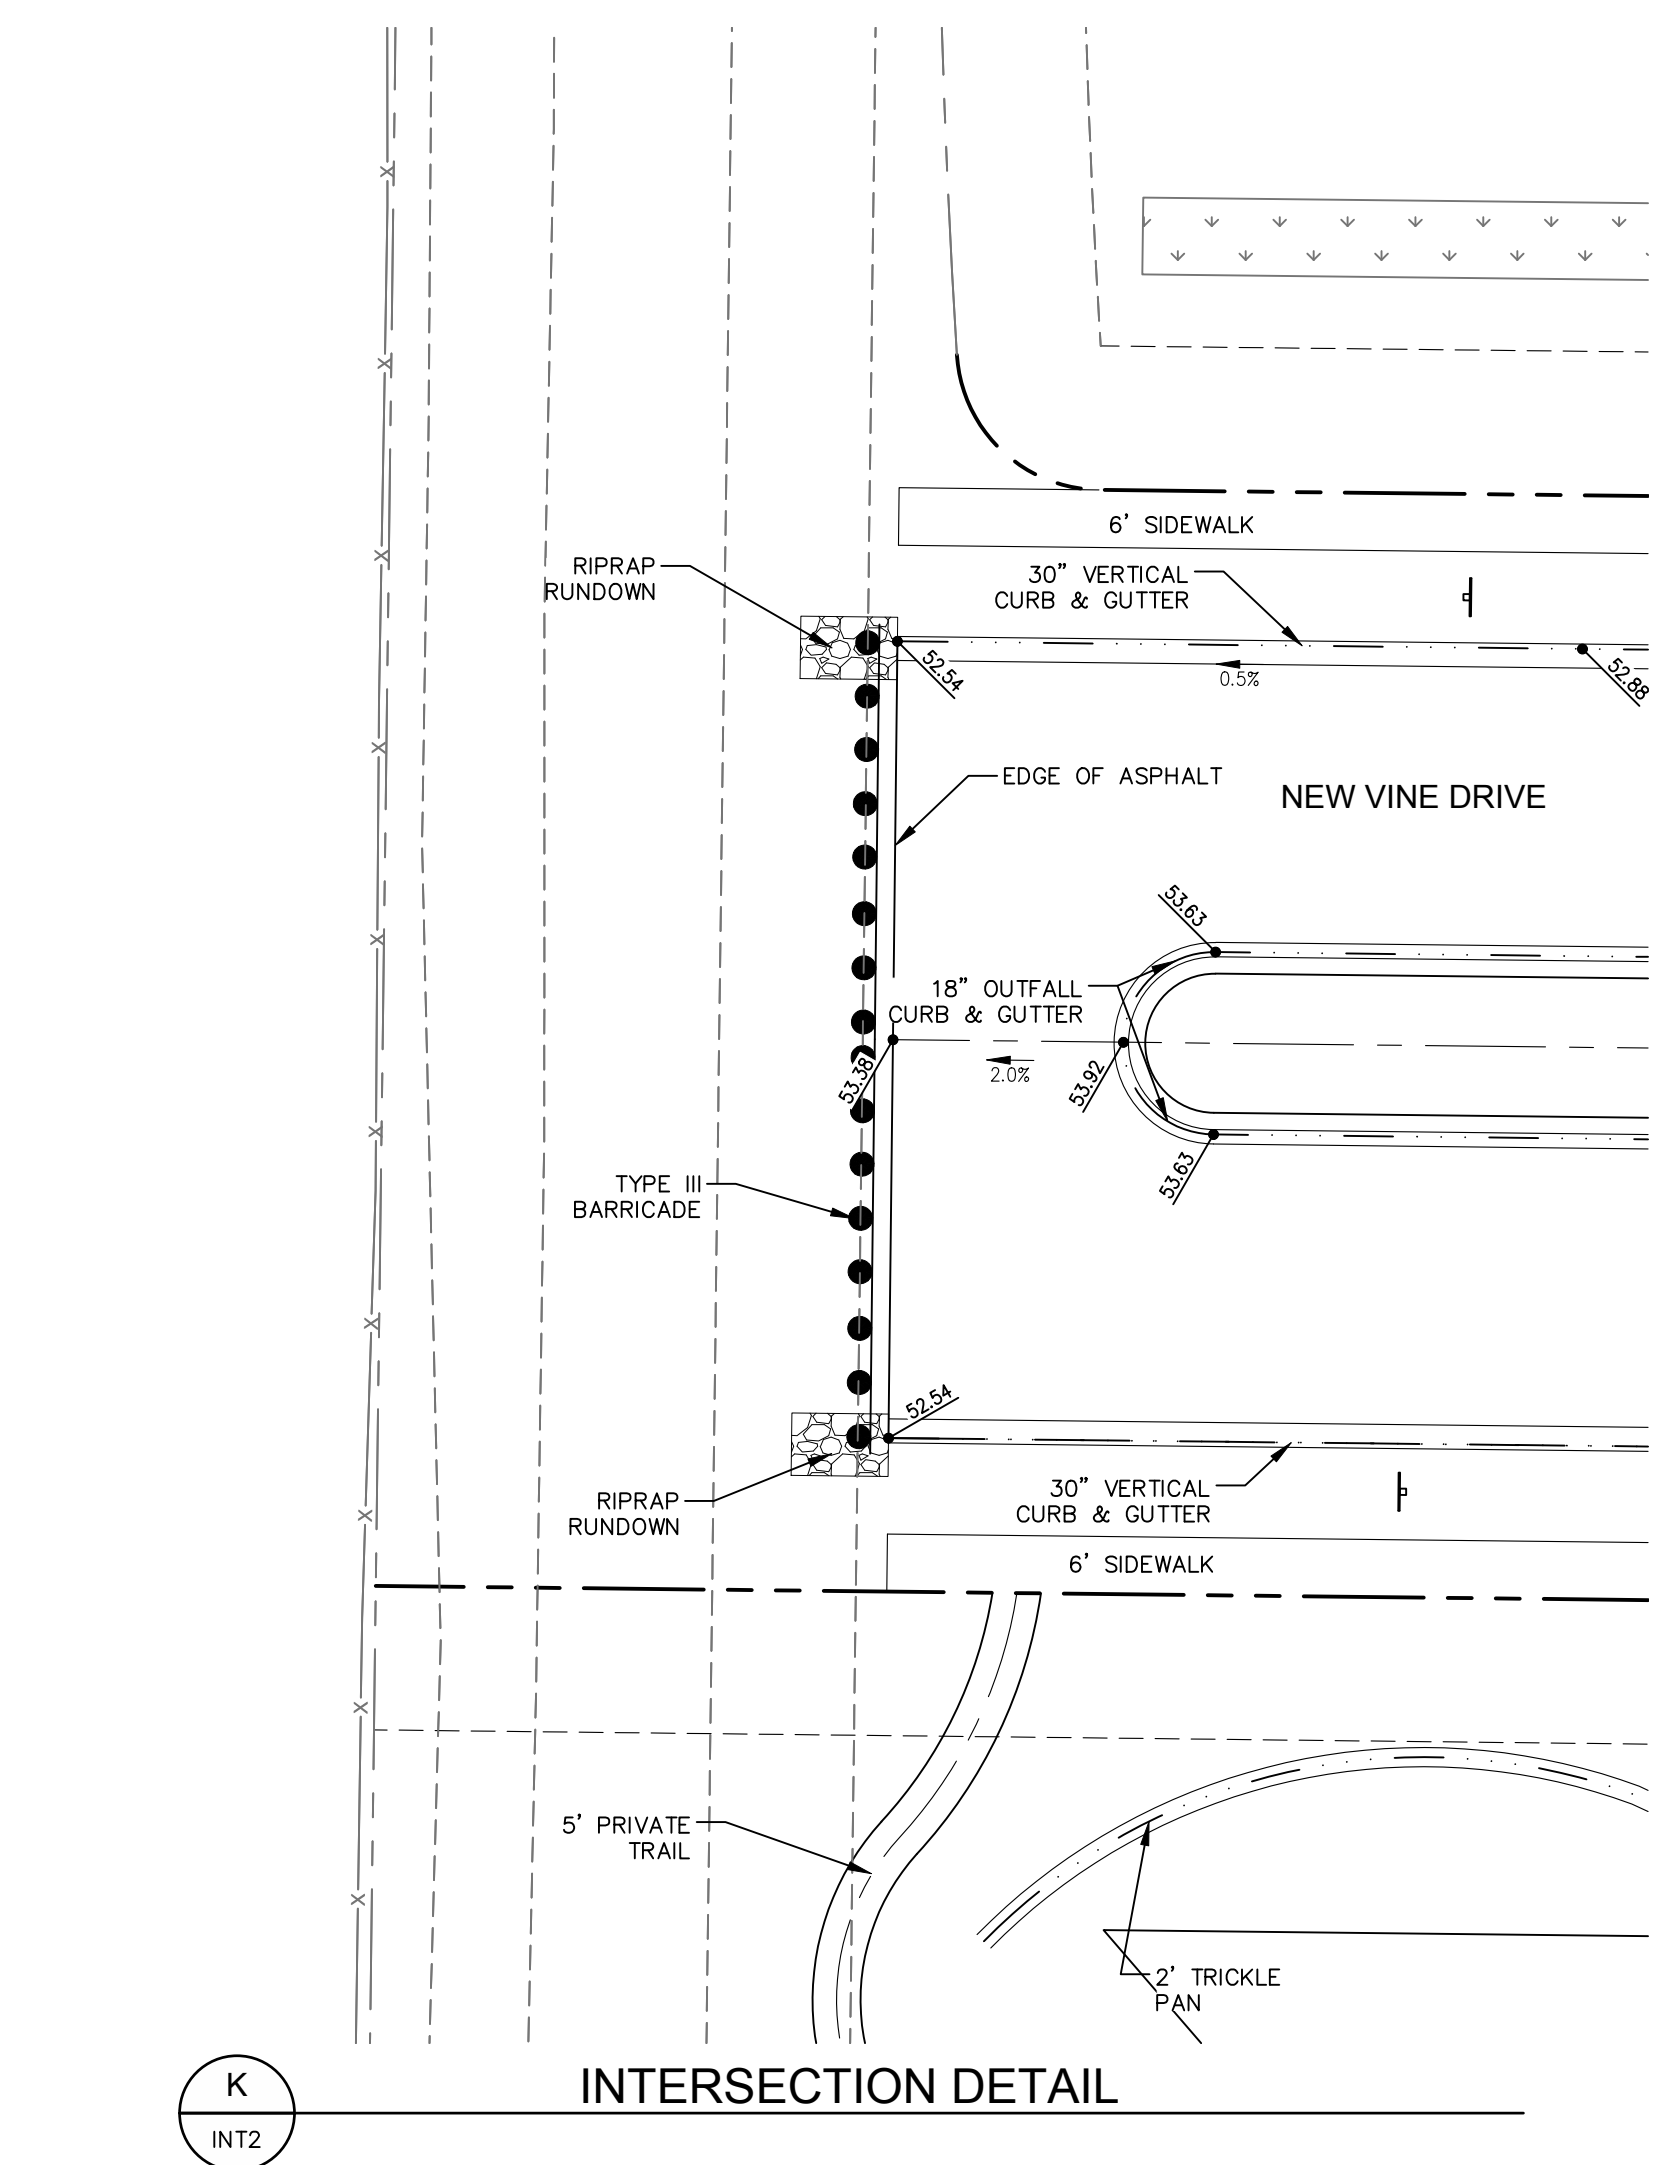 6' SIDEWALK
RIPRAP
RUNDOWN
30" VERTICAL
CURB & GUTTER
52.54
0.5%
52.88
EDGE OF ASPHALT
NEW VINE DRIVE
53.63
18" OUTFALL
CURB & GUTTER
53.38
2.0%
53.92
53.63
TYPE III
BARRICADE
52.54
RIPRAP
RUNDOWN
30" VERTICAL
CURB & GUTTER
6' SIDEWALK
5' PRIVATE
TRAIL
2' TRICKLE
PAN
K
INT2
INTERSECTION DETAIL
X
X
X
X
X
X
X
X
X
X